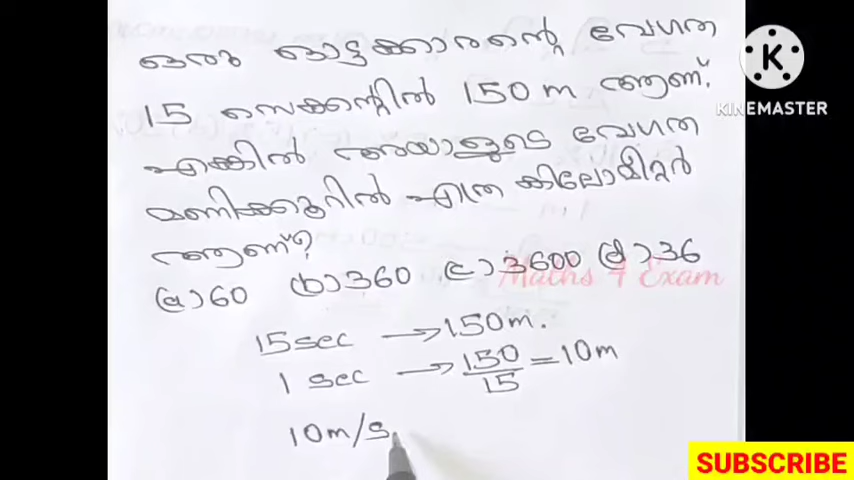 ഒരു ഓട്ടക്കാരന്റെ വേഗത
15 സെക്കന്റിൽ 150 m ആണ്.
എങ്കിൽ അയാളുടെ വേഗത
മണിക്കൂറിൽ എത്ര കിലോമീറ്റർ
ആണ്?
(a) 60 (b) 360 (c) 3600 (d) 36
Maths 4 Exam
15 sec → 150 m.
1 sec → 150/15 = 10 m
10 m/s
K
KINEMASTER
SUBSCRIBE